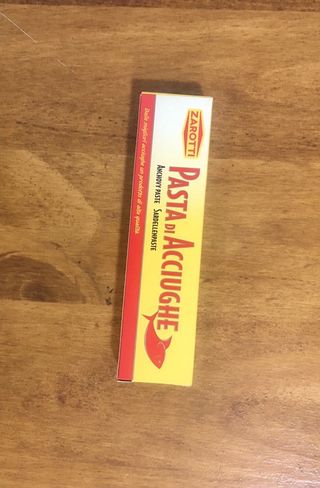 ZAROTTI
PASTA DI ACCIUGHE
ANCHOVY PASTE SARDELLENPASTE
Dalle migliori acciughe un prodotto di alta qualità